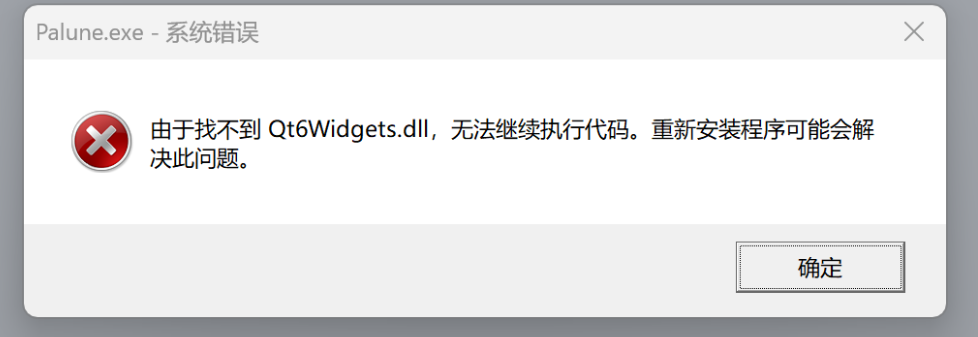 Palune.exe - 系统错误
由于找不到 Qt6Widgets.dll，无法继续执行代码。重新安装程序可能会解
决此问题。
确定